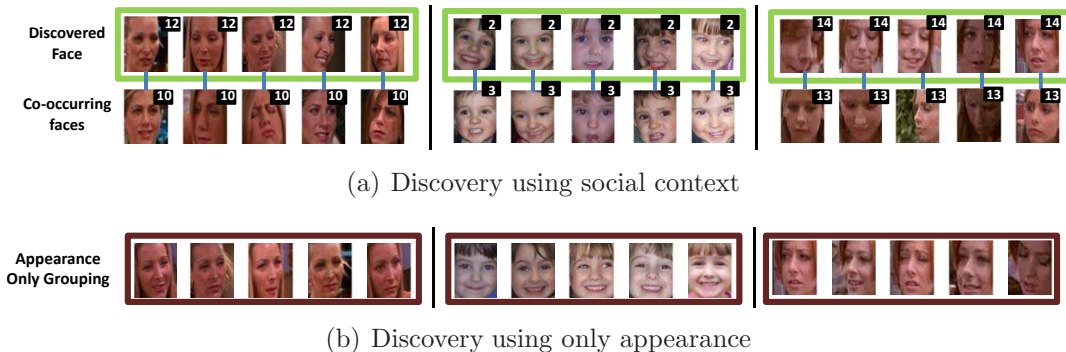 Discovered
Face
12 12 12 12 12
2 2 2 2 2
14 14 14 14 14
Co-occurring
faces
10 10 10 10 10
3 3 3 3 3
13 13 13 13 13
(a) Discovery using social context
Appearance
Only Grouping
(b) Discovery using only appearance